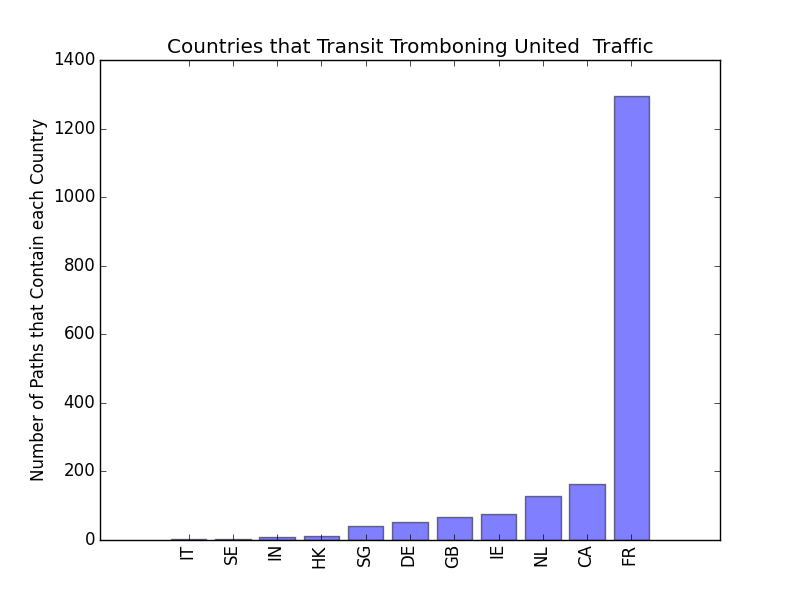 Countries that Transit Tromboning United  Traffic
Number of Paths that Contain each Country
1400
1200
1000
800
600
400
200
0
IT
SE
IN
HK
SG
DE
GB
IE
NL
CA
FR